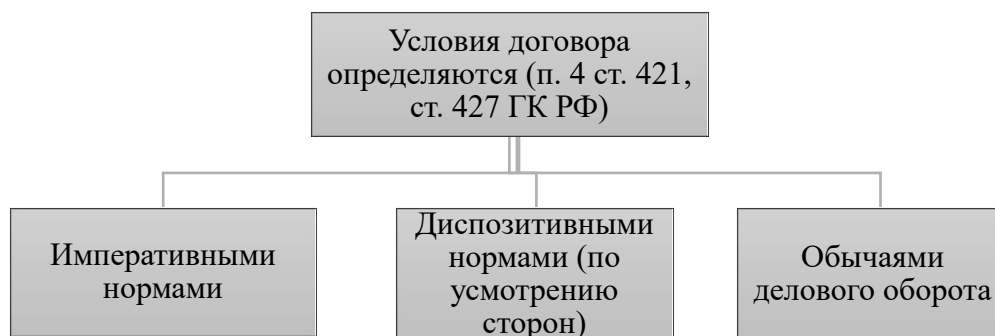 Условия договора
определяются (п. 4 ст. 421,
ст. 427 ГК РФ)
Императивными
нормами
Диспозитивными
нормами (по
усмотрению
сторон)
Обычаями
делового оборота